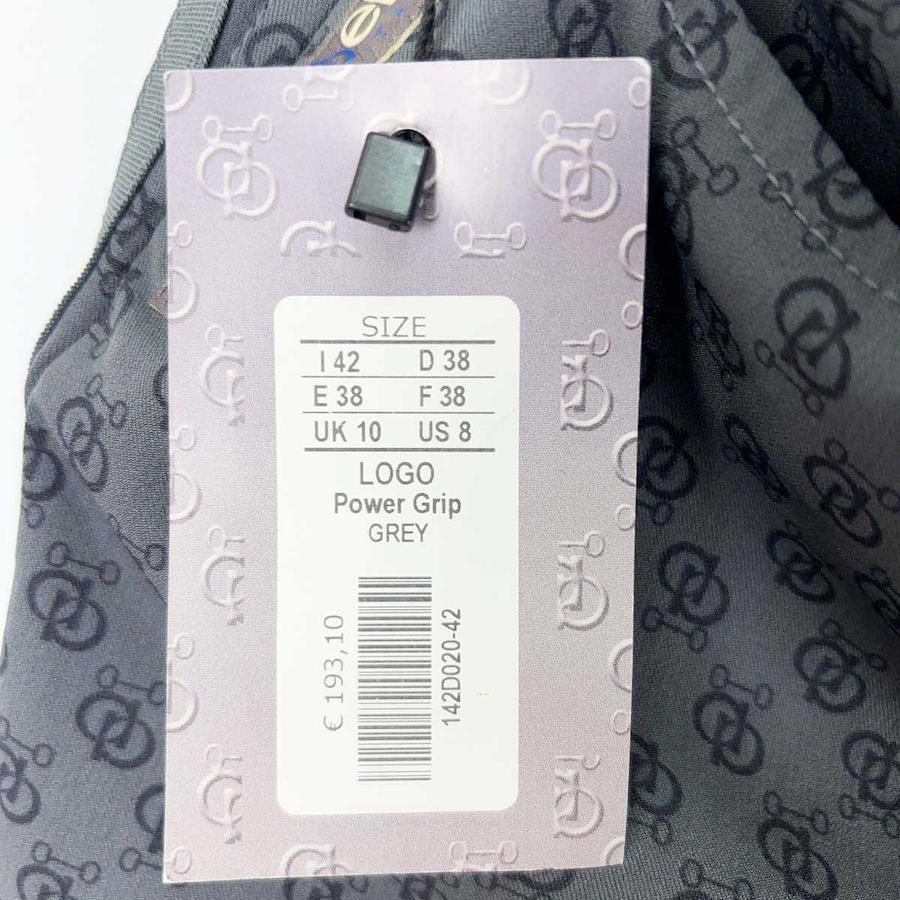 SIZE
I 42 D 38
E 38 F 38
UK 10 US 8
LOGO
Power Grip
GREY
€ 193,10
142D020-42